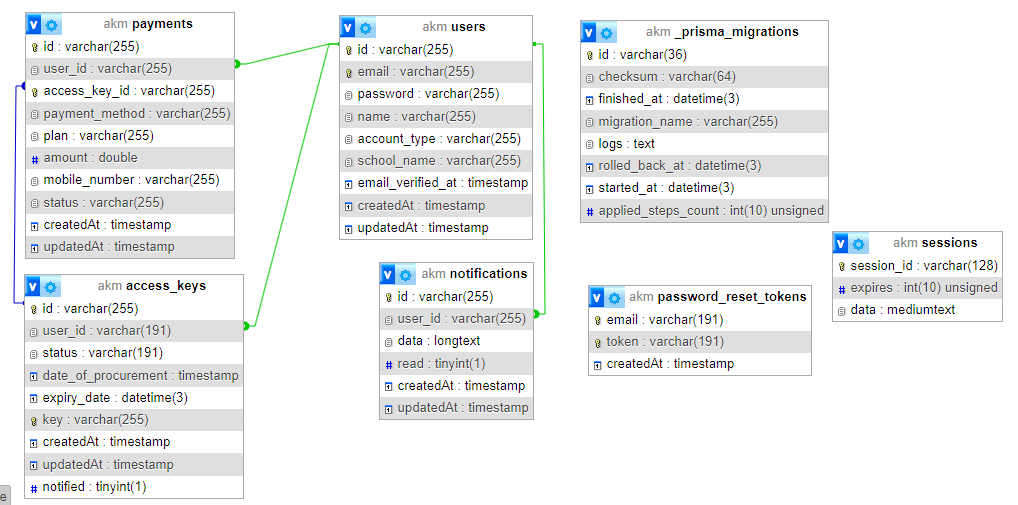 v akm payments
id : varchar(255)
user_id : varchar(255)
access_key_id : varchar(255)
payment_method : varchar(255)
plan : varchar(255)
# amount : double
mobile_number : varchar(255)
status : varchar(255)
createdAt : timestamp
updatedAt : timestamp
v akm access_keys
id : varchar(255)
user_id : varchar(191)
status : varchar(191)
date_of_procurement : timestamp
expiry_date : datetime(3)
key : varchar(255)
createdAt : timestamp
updatedAt : timestamp
# notified : tinyint(1)
v akm users
id : varchar(255)
email : varchar(255)
password : varchar(255)
name : varchar(255)
account_type : varchar(255)
school_name : varchar(255)
email_verified_at : timestamp
createdAt : timestamp
updatedAt : timestamp
v akm notifications
id : varchar(255)
user_id : varchar(255)
data : longtext
# read : tinyint(1)
createdAt : timestamp
updatedAt : timestamp
v akm _prisma_migrations
id : varchar(36)
checksum : varchar(64)
finished_at : datetime(3)
migration_name : varchar(255)
logs : text
rolled_back_at : datetime(3)
started_at : datetime(3)
# applied_steps_count : int(10) unsigned
v akm password_reset_tokens
email : varchar(191)
token : varchar(191)
createdAt : timestamp
v akm sessions
session_id : varchar(128)
# expires : int(10) unsigned
data : mediumtext
e